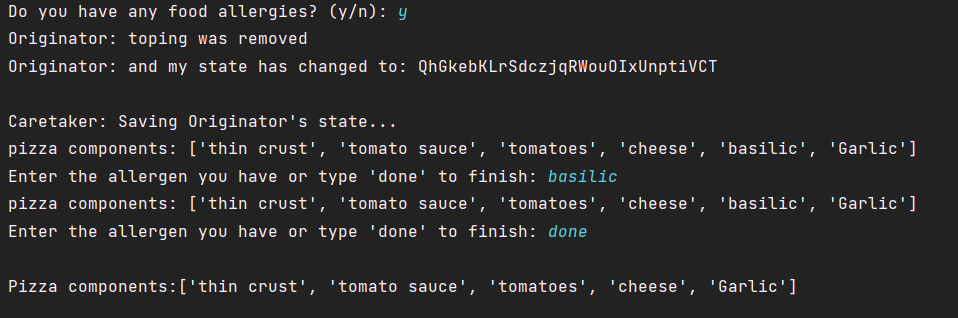 Do you have any food allergies? (y/n): y
Originator: toping was removed
Originator: and my state has changed to: QhGkebKLrSdczjqRWouOIxUnptiVCT
Caretaker: Saving Originator's state...
pizza components: ['thin crust', 'tomato sauce', 'tomatoes', 'cheese', 'basilic', 'Garlic']
Enter the allergen you have or type 'done' to finish: basilic
pizza components: ['thin crust', 'tomato sauce', 'tomatoes', 'cheese', 'basilic', 'Garlic']
Enter the allergen you have or type 'done' to finish: done
Pizza components:['thin crust', 'tomato sauce', 'tomatoes', 'cheese', 'Garlic']